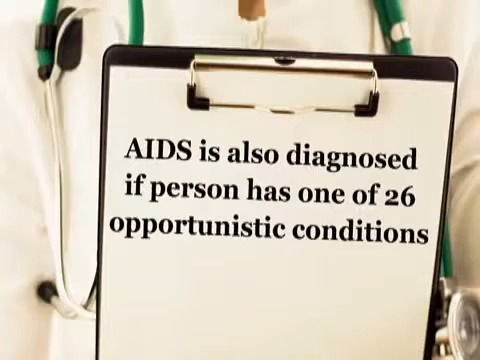 AIDS is also diagnosed
if person has one of 26
opportunistic conditions